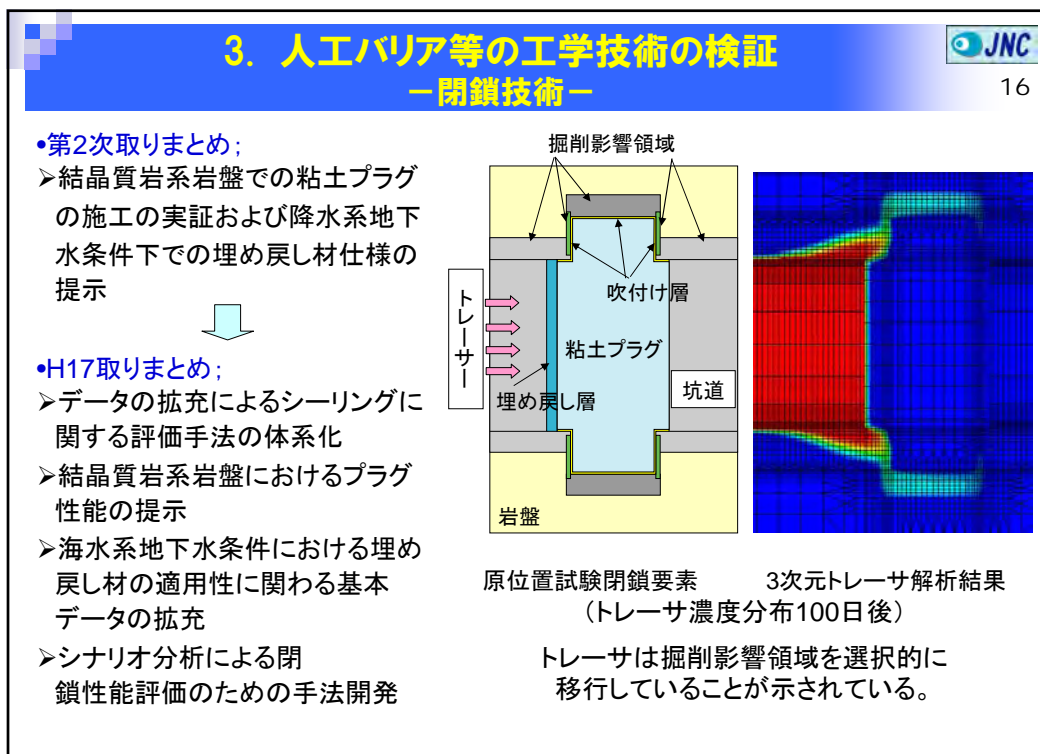 3. 人工バリア等の工学技術の検証
－閉鎖技術－
JNC
16
•第2次取りまとめ;
➢結晶質岩系岩盤での粘土プラグ
の施工の実証および降水系地下
水条件下での埋め戻し材仕様の
提示
•H17取りまとめ;
➢データの拡充によるシーリングに
関する評価手法の体系化
➢結晶質岩系岩盤におけるプラグ
性能の提示
➢海水系地下水条件における埋め
戻し材の適用性に関わる基本
データの拡充
➢シナリオ分析による閉
鎖性能評価のための手法開発
掘削影響領域
トレーサー
吹付け層
粘土プラグ
埋め戻し層
坑道
岩盤
原位置試験閉鎖要素
3次元トレーサ解析結果
（トレーサ濃度分布100日後）
トレーサは掘削影響領域を選択的に
移行していることが示されている。